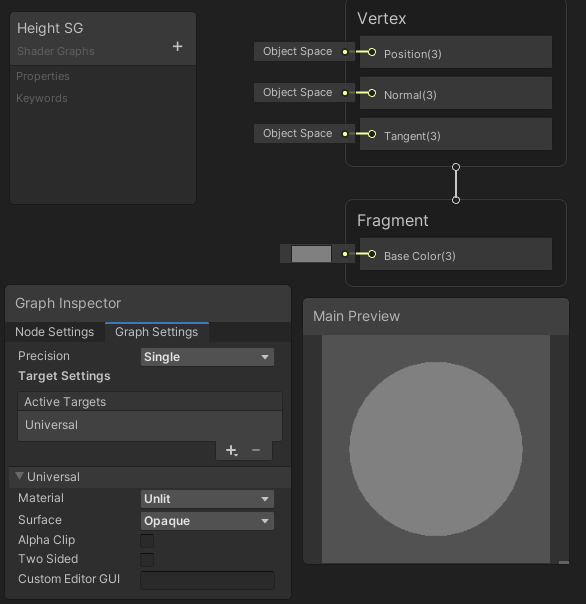 Height SG
Shader Graphs
+
Properties
Keywords
Vertex
Object Space
Position(3)
Object Space
Normal(3)
Object Space
Tangent(3)
Fragment
Base Color(3)
Graph Inspector
Node Settings Graph Settings
Precision Single
Target Settings
Active Targets
Universal
+ −
Universal
Material Unlit
Surface Opaque
Alpha Clip
Two Sided
Custom Editor GUI
Main Preview